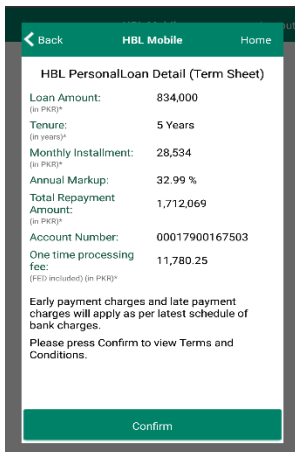 Back HBL Mobile Home
HBL PersonalLoan Detail (Term Sheet)
Loan Amount: 834,000
(in PKR)*
Tenure: 5 Years
(in years)*
Monthly Installment: 28,534
(in PKR)*
Annual Markup: 32.99 %
Total Repayment
Amount: 1,712,069
(in PKR)*
Account Number: 00017900167503
One time processing
fee: 11,780.25
(FED included) (in PKR)*
Early payment charges and late payment
charges will apply as per latest schedule of
bank charges.
Please press Confirm to view Terms and
Conditions.
Confirm